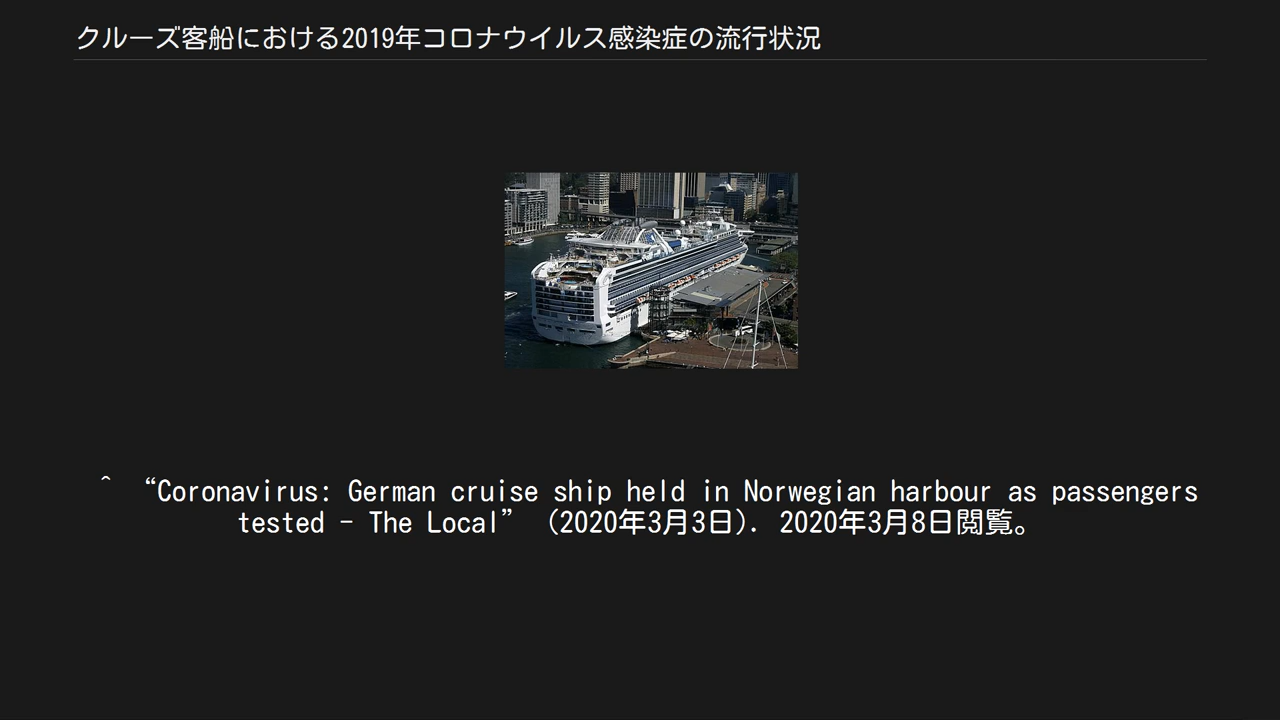 クルーズ客船における2019年コロナウイルス感染症の流行状況
^ “Coronavirus: German cruise ship held in Norwegian harbour as passengers
tested - The Local” (2020年3月3日). 2020年3月8日閲覧。